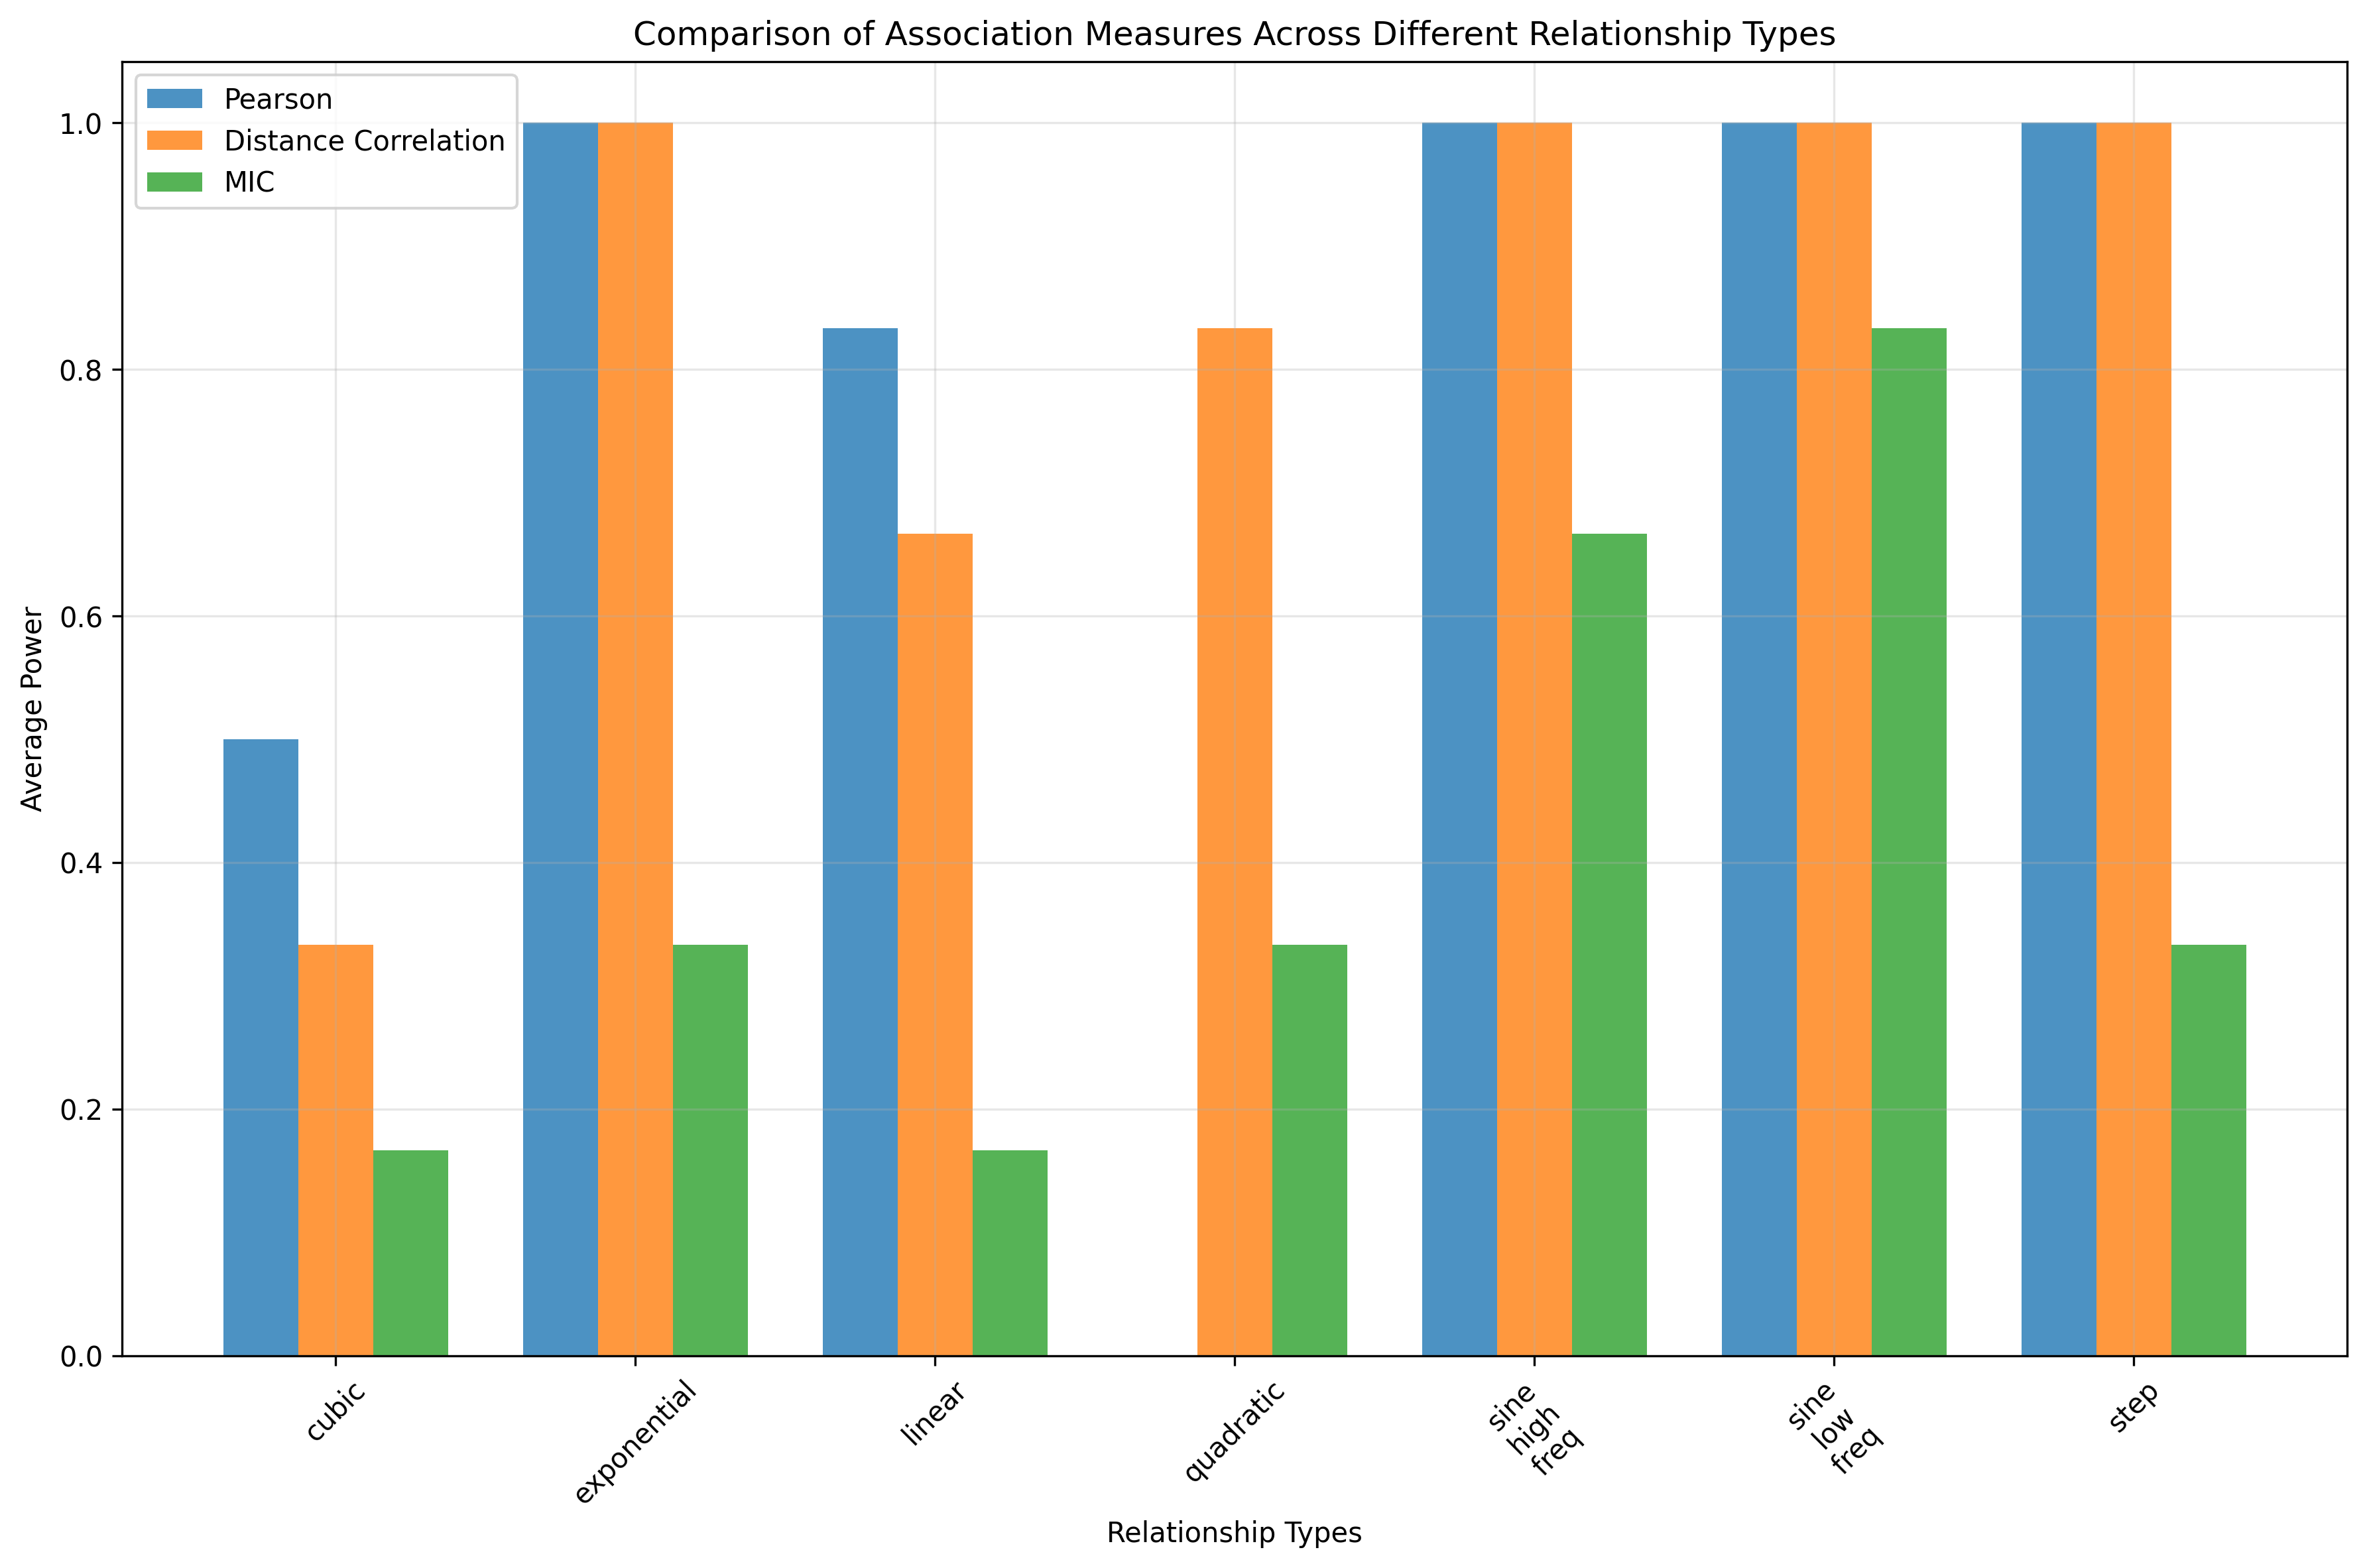 Comparison of Association Measures Across Different Relationship Types
Pearson
Distance Correlation
MIC
1.0
0.8
0.6
0.4
0.2
0.0
Average Power
cubic
exponential
linear
quadratic
sine
high
freq
sine
low
freq
step
Relationship Types